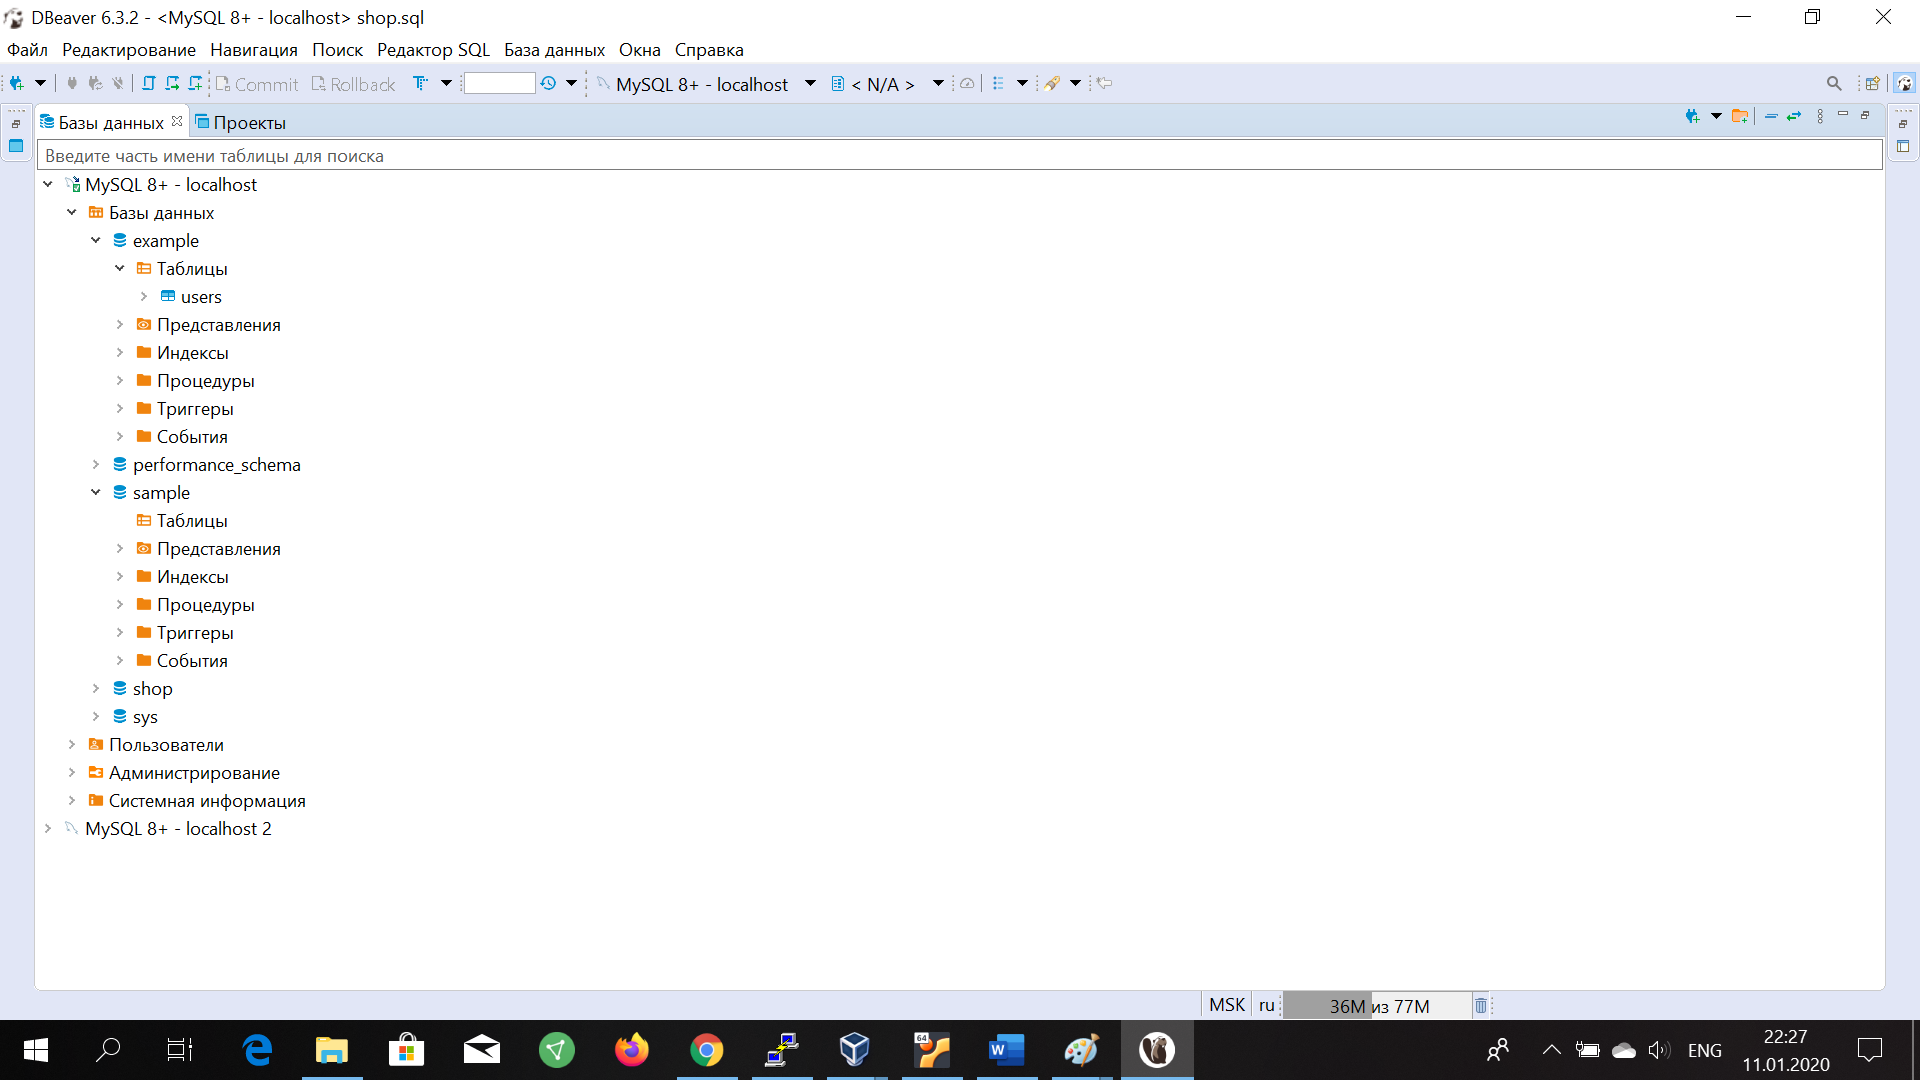 DBeaver 6.3.2 - <MySQL 8+ - localhost> shop.sql
Файл Редактирование Навигация Поиск Редактор SQL База данных Окна Справка
Commit Rollback MySQL 8+ - localhost < N/A >
Базы данных Проекты
Введите часть имени таблицы для поиска
MySQL 8+ - localhost
Базы данных
example
Таблицы
users
Представления
Индексы
Процедуры
Триггеры
События
performance_schema
sample
Таблицы
Представления
Индексы
Процедуры
Триггеры
События
shop
sys
Пользователи
Администрирование
Системная информация
MySQL 8+ - localhost 2
MSK ru 36M из 77M
64
W
ENG
22:27
11.01.2020